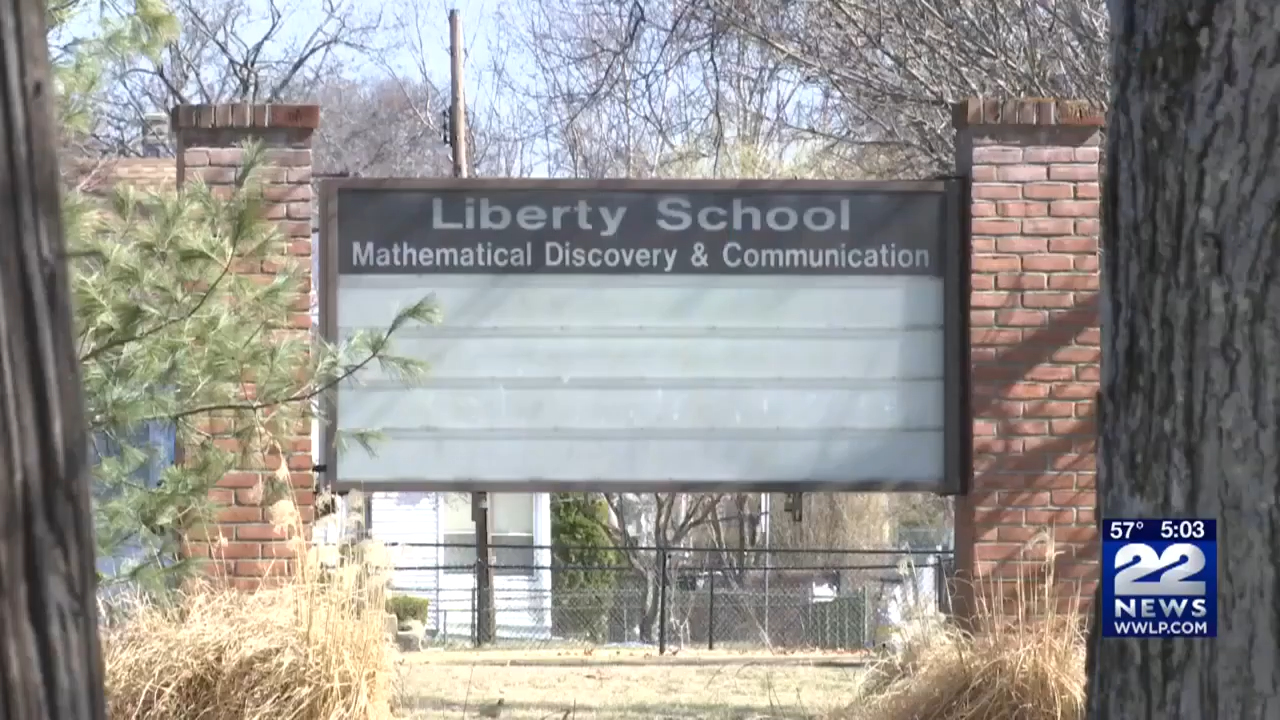 Liberty School
Mathematical Discovery & Communication
57° 5:03
22
NEWS
WWLP.COM